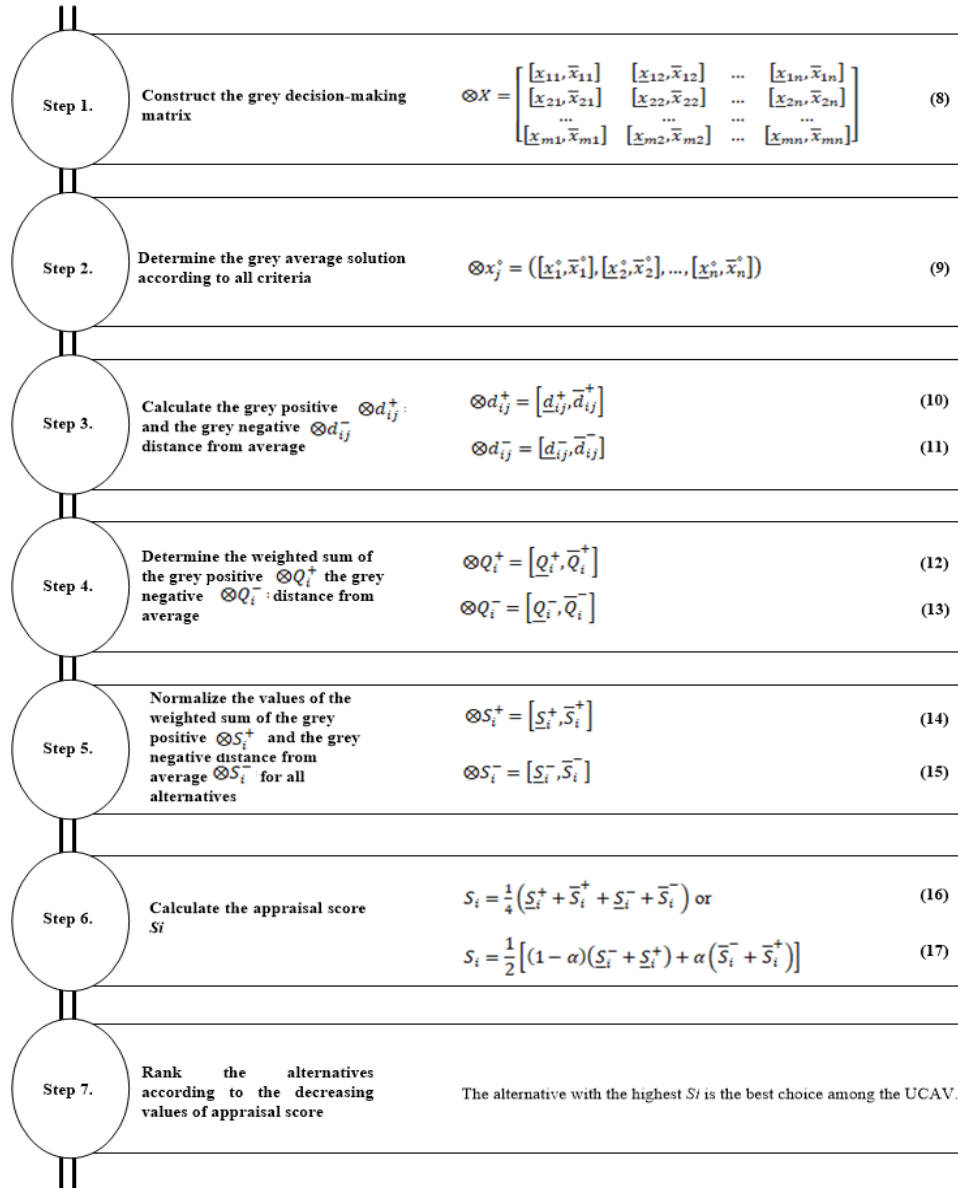 Step 1.
Construct the grey decision-making
matrix
⊗X = [[x̲₁₁,x̄₁₁] [x̲₁₂,x̄₁₂] ... [x̲₁ₙ,x̄₁ₙ]
[x̲₂₁,x̄₂₁] [x̲₂₂,x̄₂₂] ... [x̲₂ₙ,x̄₂ₙ]
... ... ... ...
[x̲ₘ₁,x̄ₘ₁] [x̲ₘ₂,x̄ₘ₂] ... [x̲ₘₙ,x̄ₘₙ]]
(8)
Step 2.
Determine the grey average solution
according to all criteria
⊗x°ⱼ = ([x̲°₁,x̄°₁],[x̲°₂,x̄°₂],...,[x̲°ₙ,x̄°ₙ])
(9)
Step 3.
Calculate the grey positive ⊗d⁺ᵢⱼ :
and the grey negative ⊗d⁻ᵢⱼ
distance from average
⊗d⁺ᵢⱼ = [d̲⁺ᵢⱼ,d̄⁺ᵢⱼ] (10)
⊗d⁻ᵢⱼ = [d̲⁻ᵢⱼ,d̄⁻ᵢⱼ] (11)
Step 4.
Determine the weighted sum of
the grey positive ⊗Q⁺ᵢ the grey
negative ⊗Q⁻ᵢ : distance from
average
⊗Q⁺ᵢ = [Q̲⁺ᵢ,Q̄⁺ᵢ] (12)
⊗Q⁻ᵢ = [Q̲⁻ᵢ,Q̄⁻ᵢ] (13)
Step 5.
Normalize the values of the
weighted sum of the grey
positive ⊗S⁺ᵢ and the grey
negative distance from
average ⊗S⁻ᵢ for all
alternatives
⊗S⁺ᵢ = [S̲⁺ᵢ,S̄⁺ᵢ] (14)
⊗S⁻ᵢ = [S̲⁻ᵢ,S̄⁻ᵢ] (15)
Step 6.
Calculate the appraisal score
Si
Sᵢ = 1/4(S̲⁺ᵢ + S̄⁺ᵢ + S̲⁻ᵢ + S̄⁻ᵢ) or (16)
Sᵢ = 1/2[(1 − α)(S̲⁻ᵢ + S̲⁺ᵢ) + α(S̄⁻ᵢ + S̄⁺ᵢ)] (17)
Step 7.
Rank the alternatives
according to the decreasing
values of appraisal score
The alternative with the highest Si is the best choice among the UCAV.